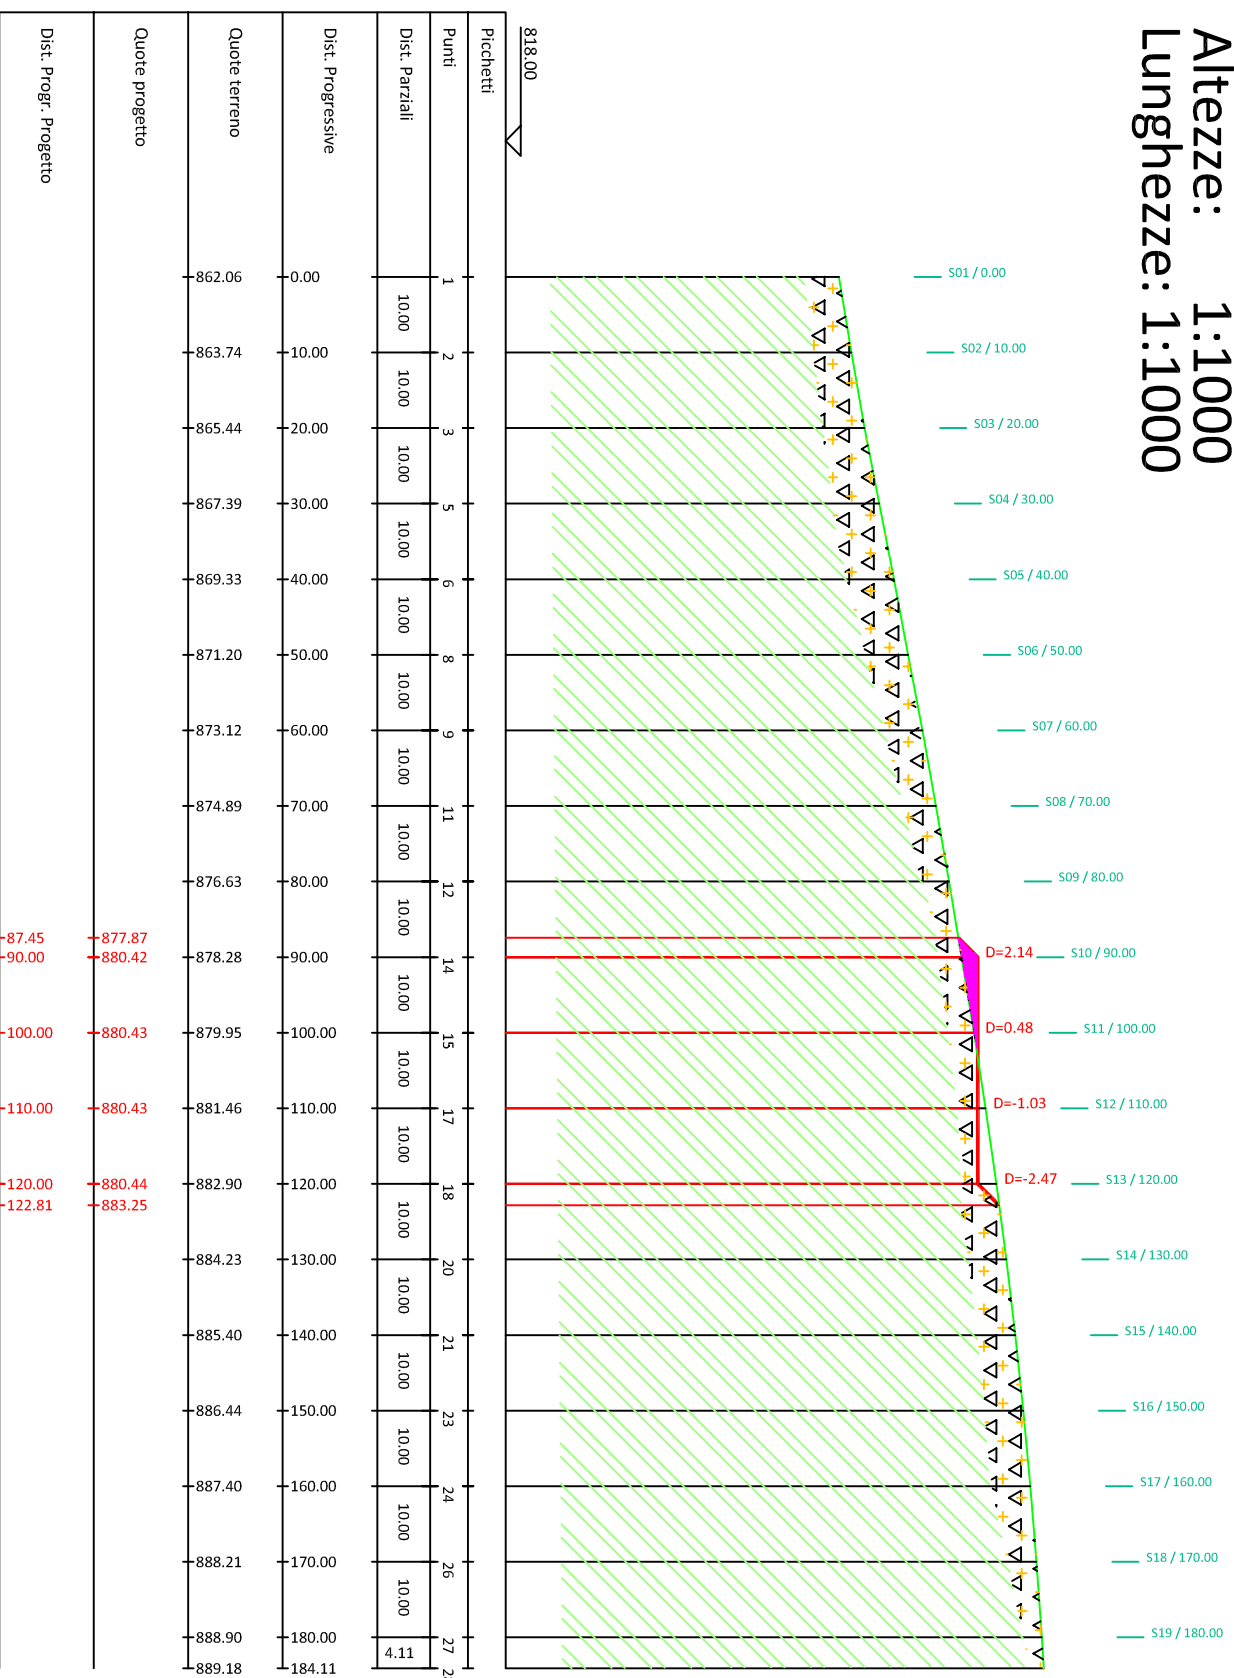 Altezze: 1:1000
Lunghezze: 1:1000
S01 / 0.00
S02 / 10.00
S03 / 20.00
S04 / 30.00
S05 / 40.00
S06 / 50.00
S07 / 60.00
S08 / 70.00
S09 / 80.00
S10 / 90.00
S11 / 100.00
S12 / 110.00
S13 / 120.00
S14 / 130.00
S15 / 140.00
S16 / 150.00
S17 / 160.00
S18 / 170.00
S19 / 180.00
D=2.14
D=0.48
D=-1.03
D=-2.47
818.00
Picchetti
Punti 1 2 3 5 6 8 9 11 12 14 15 17 18 20 21 23 24 26 27
Dist. Parziali 10.00 10.00 10.00 10.00 10.00 10.00 10.00 10.00 10.00 10.00 10.00 10.00 10.00 10.00 10.00 10.00 10.00 10.00 4.11
Dist. Progressive 0.00 10.00 20.00 30.00 40.00 50.00 60.00 70.00 80.00 90.00 100.00 110.00 120.00 130.00 140.00 150.00 160.00 170.00 180.00 184.11
Quote terreno 862.06 863.74 865.44 867.39 869.33 871.20 873.12 874.89 876.63 878.28 879.95 881.46 882.90 884.23 885.40 886.44 887.40 888.21 888.90 889.18
Quote progetto 877.87 880.42 880.43 880.43 880.44 883.25
Dist. Progr. Progetto 87.45 90.00 100.00 110.00 120.00 122.81